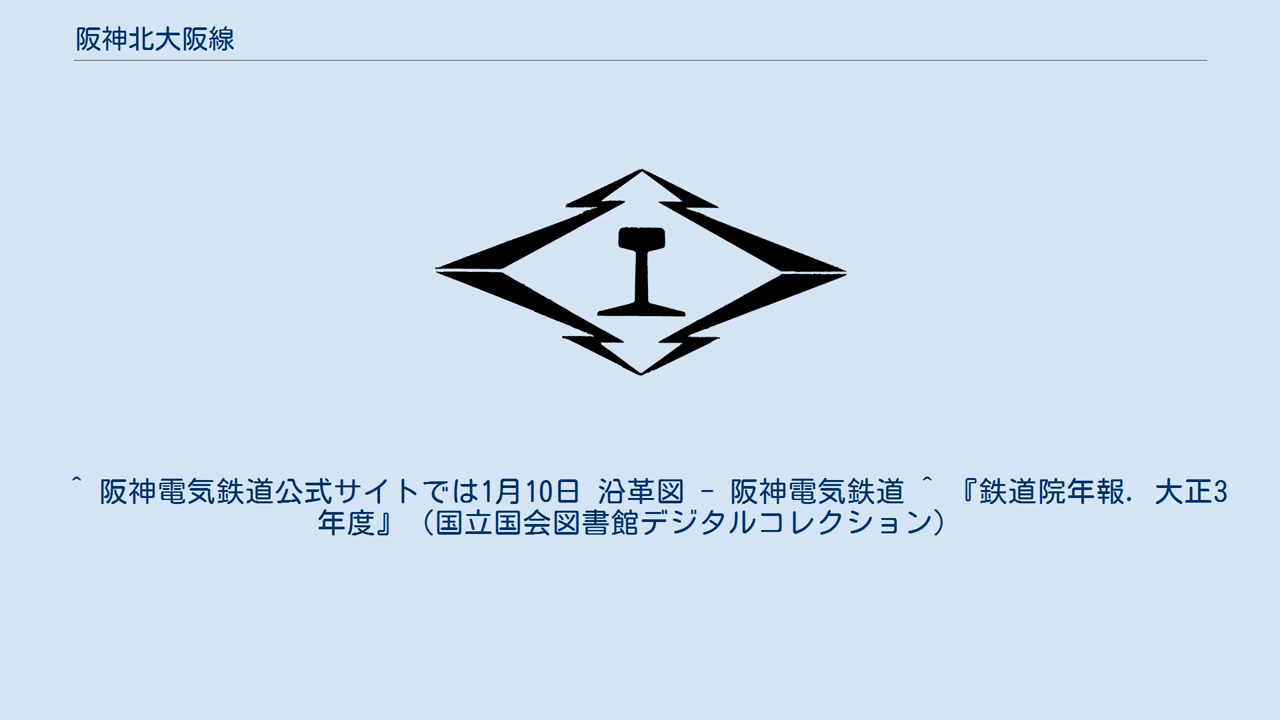 阪神北大阪線
^ 阪神電気鉄道公式サイトでは1月10日 沿革図 - 阪神電気鉄道 ^ 『鉄道院年報. 大正3
年度』（国立国会図書館デジタルコレクション）